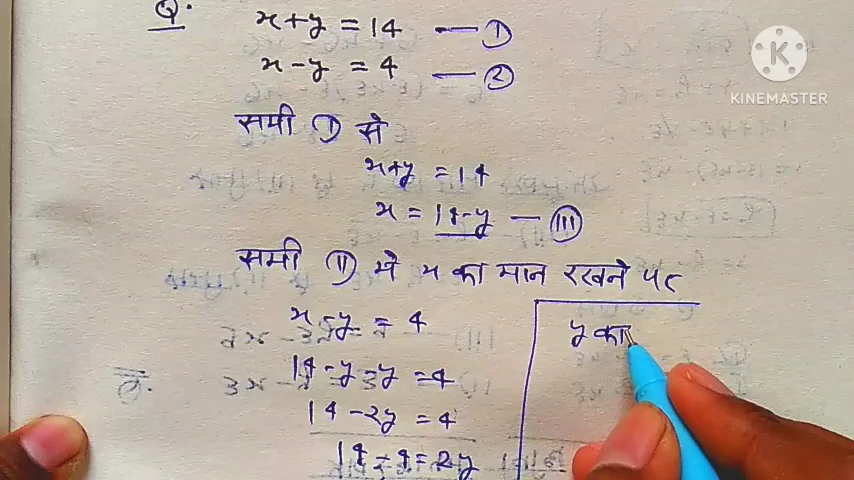 Q.
x+y = 14 — ①
x-y = 4 — ②
KINEMASTER
समी ① से
x+y = 14
x = 14-y — (III)
समी (II) मे x का मान रखने पर
x-y = 4
14-y-y = 4
14-2y = 4
14-4 = 2y
y का